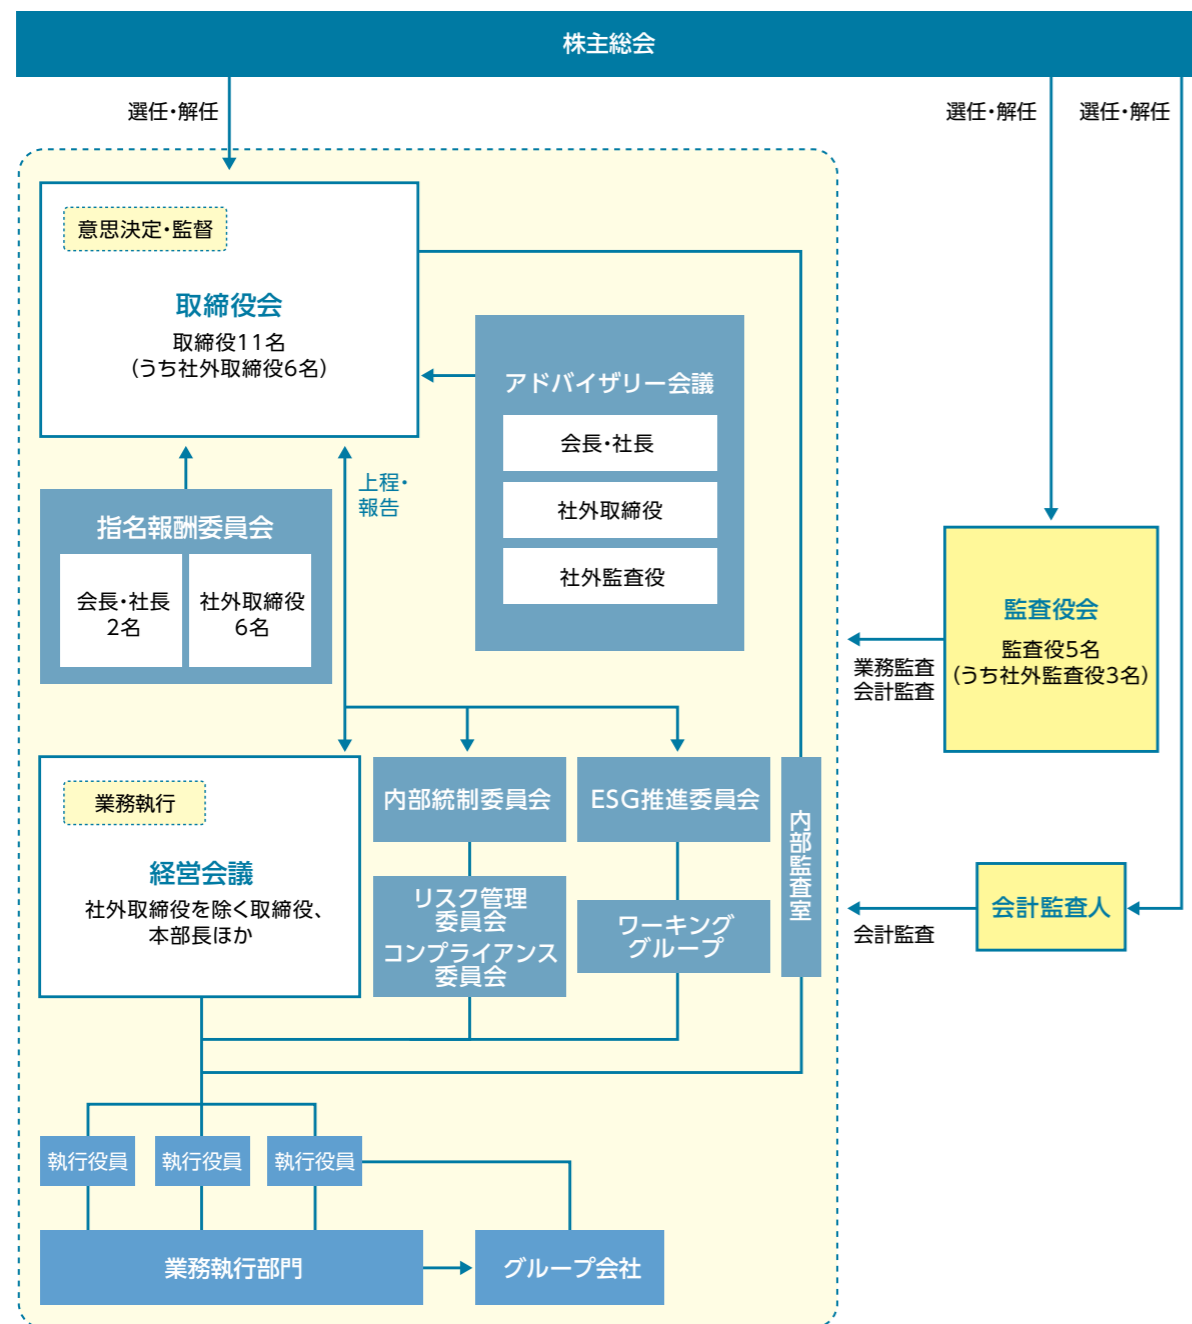 株主総会
選任・解任
選任・解任
選任・解任
意思決定・監督
取締役会
取締役11名
（うち社外取締役6名）
アドバイザリー会議
会長・社長
社外取締役
社外監査役
上程・
報告
指名報酬委員会
会長・社長
2名
社外取締役
6名
監査役会
監査役5名
（うち社外監査役3名）
業務監査
会計監査
業務執行
経営会議
社外取締役を除く取締役、
本部長ほか
内部統制委員会
ESG推進委員会
内部監査室
リスク管理
委員会
コンプライアンス
委員会
ワーキング
グループ
会計監査人
会計監査
執行役員
執行役員
執行役員
業務執行部門
グループ会社